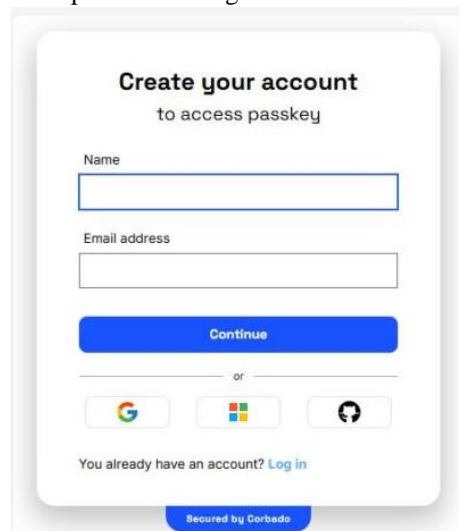 Create your account
to access passkey
Name
Email address
Continue
or
You already have an account? Log in
Secured by Corbado